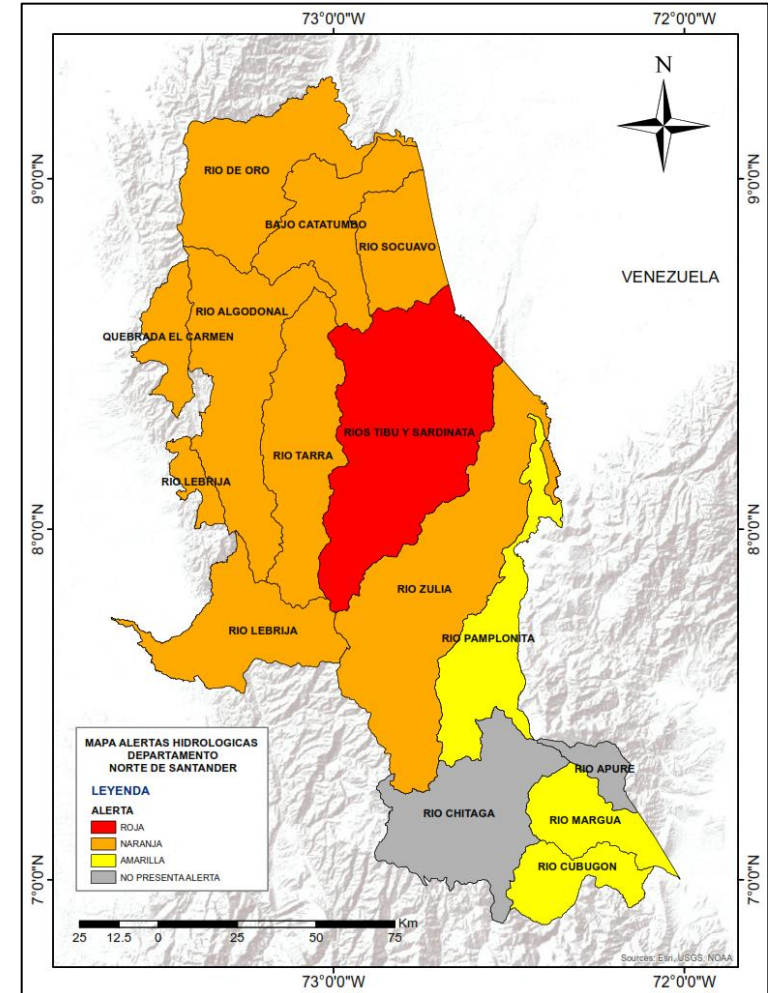 73°0'0"W
72°0'0"W
N
9°0'0"N
9°0'0"N
RIO DE ORO
BAJO CATATUMBO
RIO SOCUAVO
VENEZUELA
RIO ALGODONAL
QUEBRADA EL CARMEN
RIOS TIBU Y SARDINATA
RIO TARRA
RIO LEBRIJA
8°0'0"N
8°0'0"N
RIO ZULIA
RIO LEBRIJA
RIO PAMPLONITA
MAPA ALERTAS HIDROLOGICAS
DEPARTAMENTO
NORTE DE SANTANDER
LEYENDA
ALERTA
ROJA
NARANJA
AMARILLA
NO PRESENTA ALERTA
RIO APURE
RIO CHITAGA
RIO MARGUA
RIO CUBUGON
7°0'0"N
7°0'0"N
Km
25 12.5 0 25 50 75
Sources: Esri, USGS, NOAA
73°0'0"W
72°0'0"W